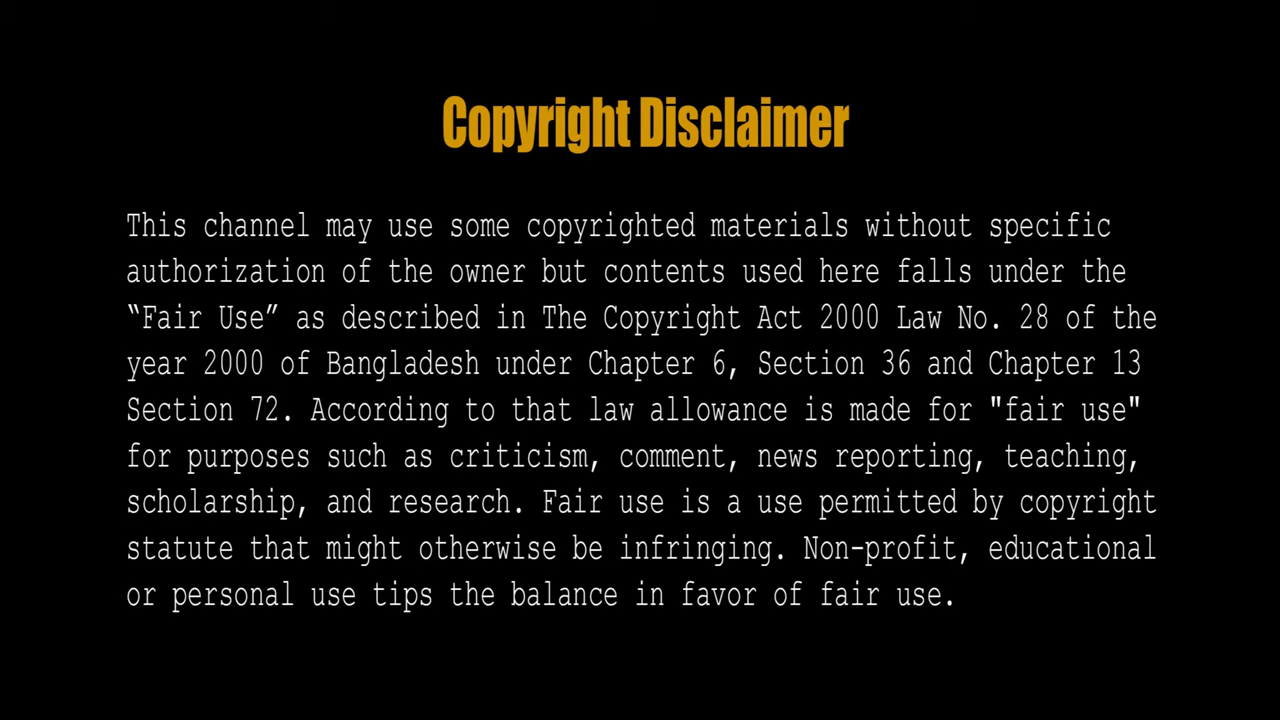 Copyright Disclaimer
This channel may use some copyrighted materials without specific
authorization of the owner but contents used here falls under the
“Fair Use” as described in The Copyright Act 2000 Law No. 28 of the
year 2000 of Bangladesh under Chapter 6, Section 36 and Chapter 13
Section 72. According to that law allowance is made for "fair use"
for purposes such as criticism, comment, news reporting, teaching,
scholarship, and research. Fair use is a use permitted by copyright
statute that might otherwise be infringing. Non-profit, educational
or personal use tips the balance in favor of fair use.